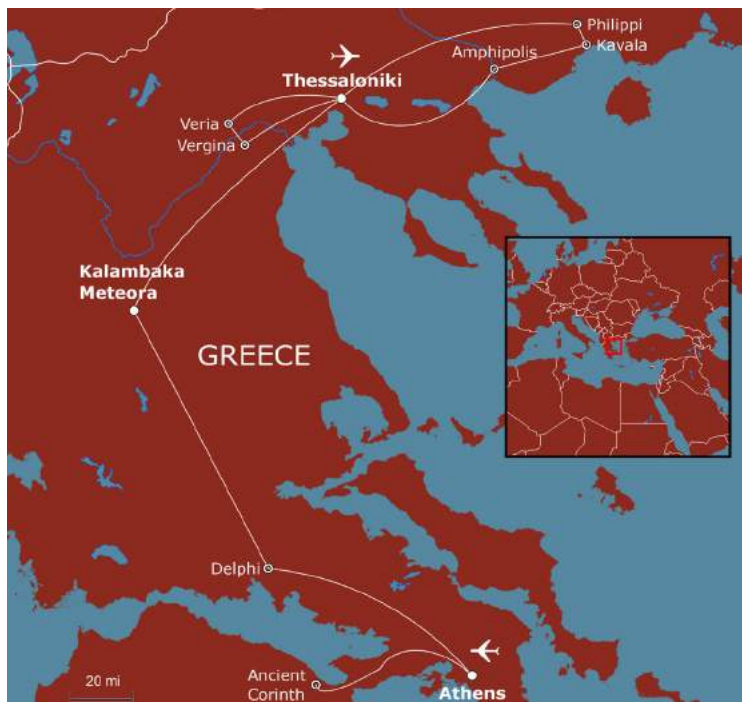 Philippi
Kavala
Amphipolis
Thessaloniki
Veria
Vergina
Kalambaka
Meteora
GREECE
Delphi
Ancient
Corinth
Athens
20 mi